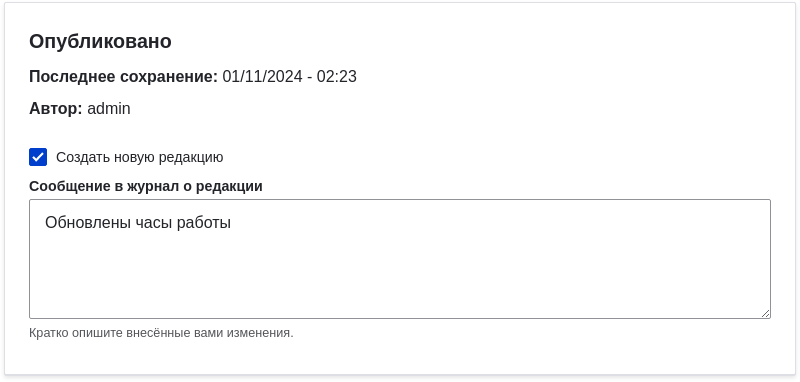 Опубликовано
Последнее сохранение: 01/11/2024 - 02:23
Автор: admin
Создать новую редакцию
Сообщение в журнал о редакции
Обновлены часы работы
Кратко опишите внесённые вами изменения.